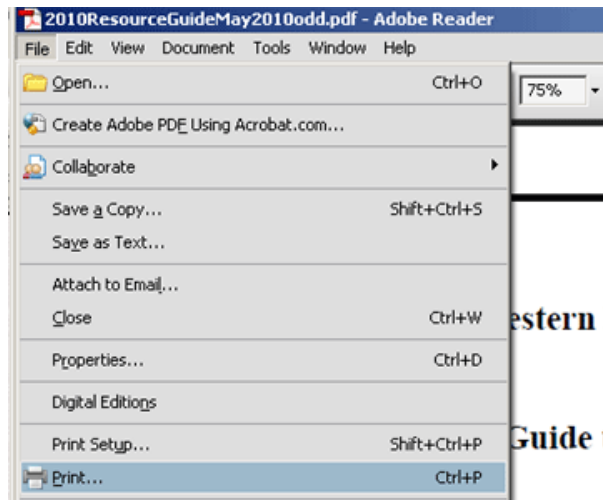 2010ResourceGuideMay2010odd.pdf - Adobe Reader
File Edit View Document Tools Window Help
Open... Ctrl+O
75%
Create Adobe PDF Using Acrobat.com...
Collaborate
Save a Copy... Shift+Ctrl+S
Save as Text...
Attach to Email...
estern
Close Ctrl+W
Properties... Ctrl+D
Digital Editions
Guide
Print Setup... Shift+Ctrl+P
Print... Ctrl+P